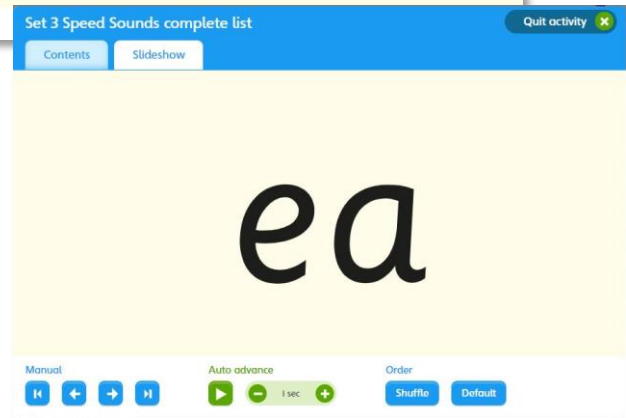 Set 3 Speed Sounds complete list
Quit activity
Contents Slideshow
ea
Manual Auto advance Order
1 sec Shuffle Default